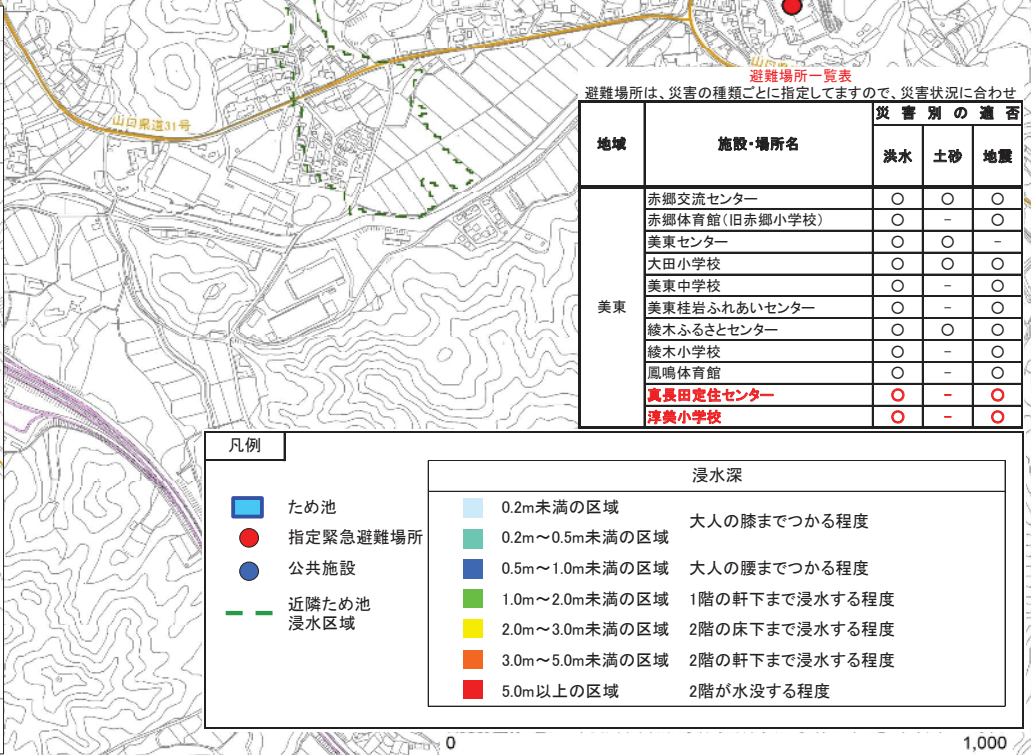 山口県道31号
山口県
避難場所一覧表
避難場所は、災害の種類ごとに指定してますので、災害状況に合わせ
地域 施設・場所名 災害別の適否
洪水 土砂 地震
美東
赤郷交流センター ○ ○ ○
赤郷体育館(旧赤郷小学校) ○ - ○
美東センター ○ ○ -
大田小学校 ○ ○ ○
美東中学校 ○ - ○
美東桂岩ふれあいセンター ○ - ○
綾木ふるさとセンター ○ ○ ○
綾木小学校 ○ - ○
鳳鳴体育館 ○ - ○
真長田定住センター ○ - ○
淳美小学校 ○ - ○
凡例
ため池
指定緊急避難場所
公共施設
近隣ため池
浸水区域
浸水深
0.2m未満の区域
0.2m～0.5m未満の区域
大人の膝までつかる程度
0.5m～1.0m未満の区域 大人の腰までつかる程度
1.0m～2.0m未満の区域 1階の軒下まで浸水する程度
2.0m～3.0m未満の区域 2階の床下まで浸水する程度
3.0m～5.0m未満の区域 2階の軒下まで浸水する程度
5.0m以上の区域 2階が水没する程度
0 1,000